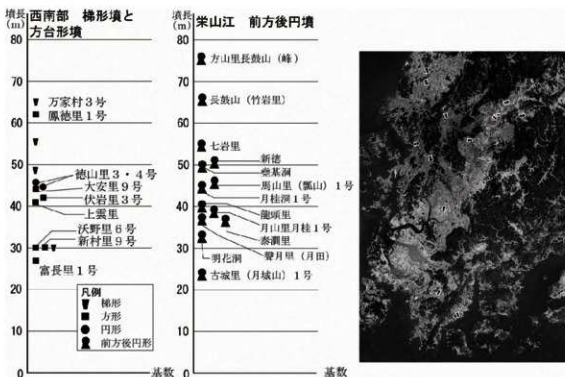 墳長
(m)
西南部 梯形墳と
方台形墳
80
70
60
50
40
30
20
10
0
万家村3号
鳳徳里1号
徳山里3・4号
大安里9号
伏岩里3号
上雲里
沃野里6号
新村里9号
富長里1号
凡例
梯形
方形
円形
前方後円形
基数
墳長
(m)
栄山江 前方後円墳
80
70
60
50
40
30
20
10
0
方山里長鼓山(峰)
長鼓山(竹岩里)
七岩里
新徳
堯基洞
馬山里(瓢山)1号
月桂洞1号
龍頭里
月山里月桂1号
泰澗里
聲月里(月田)
明花洞
古城里(月城山)1号
基数